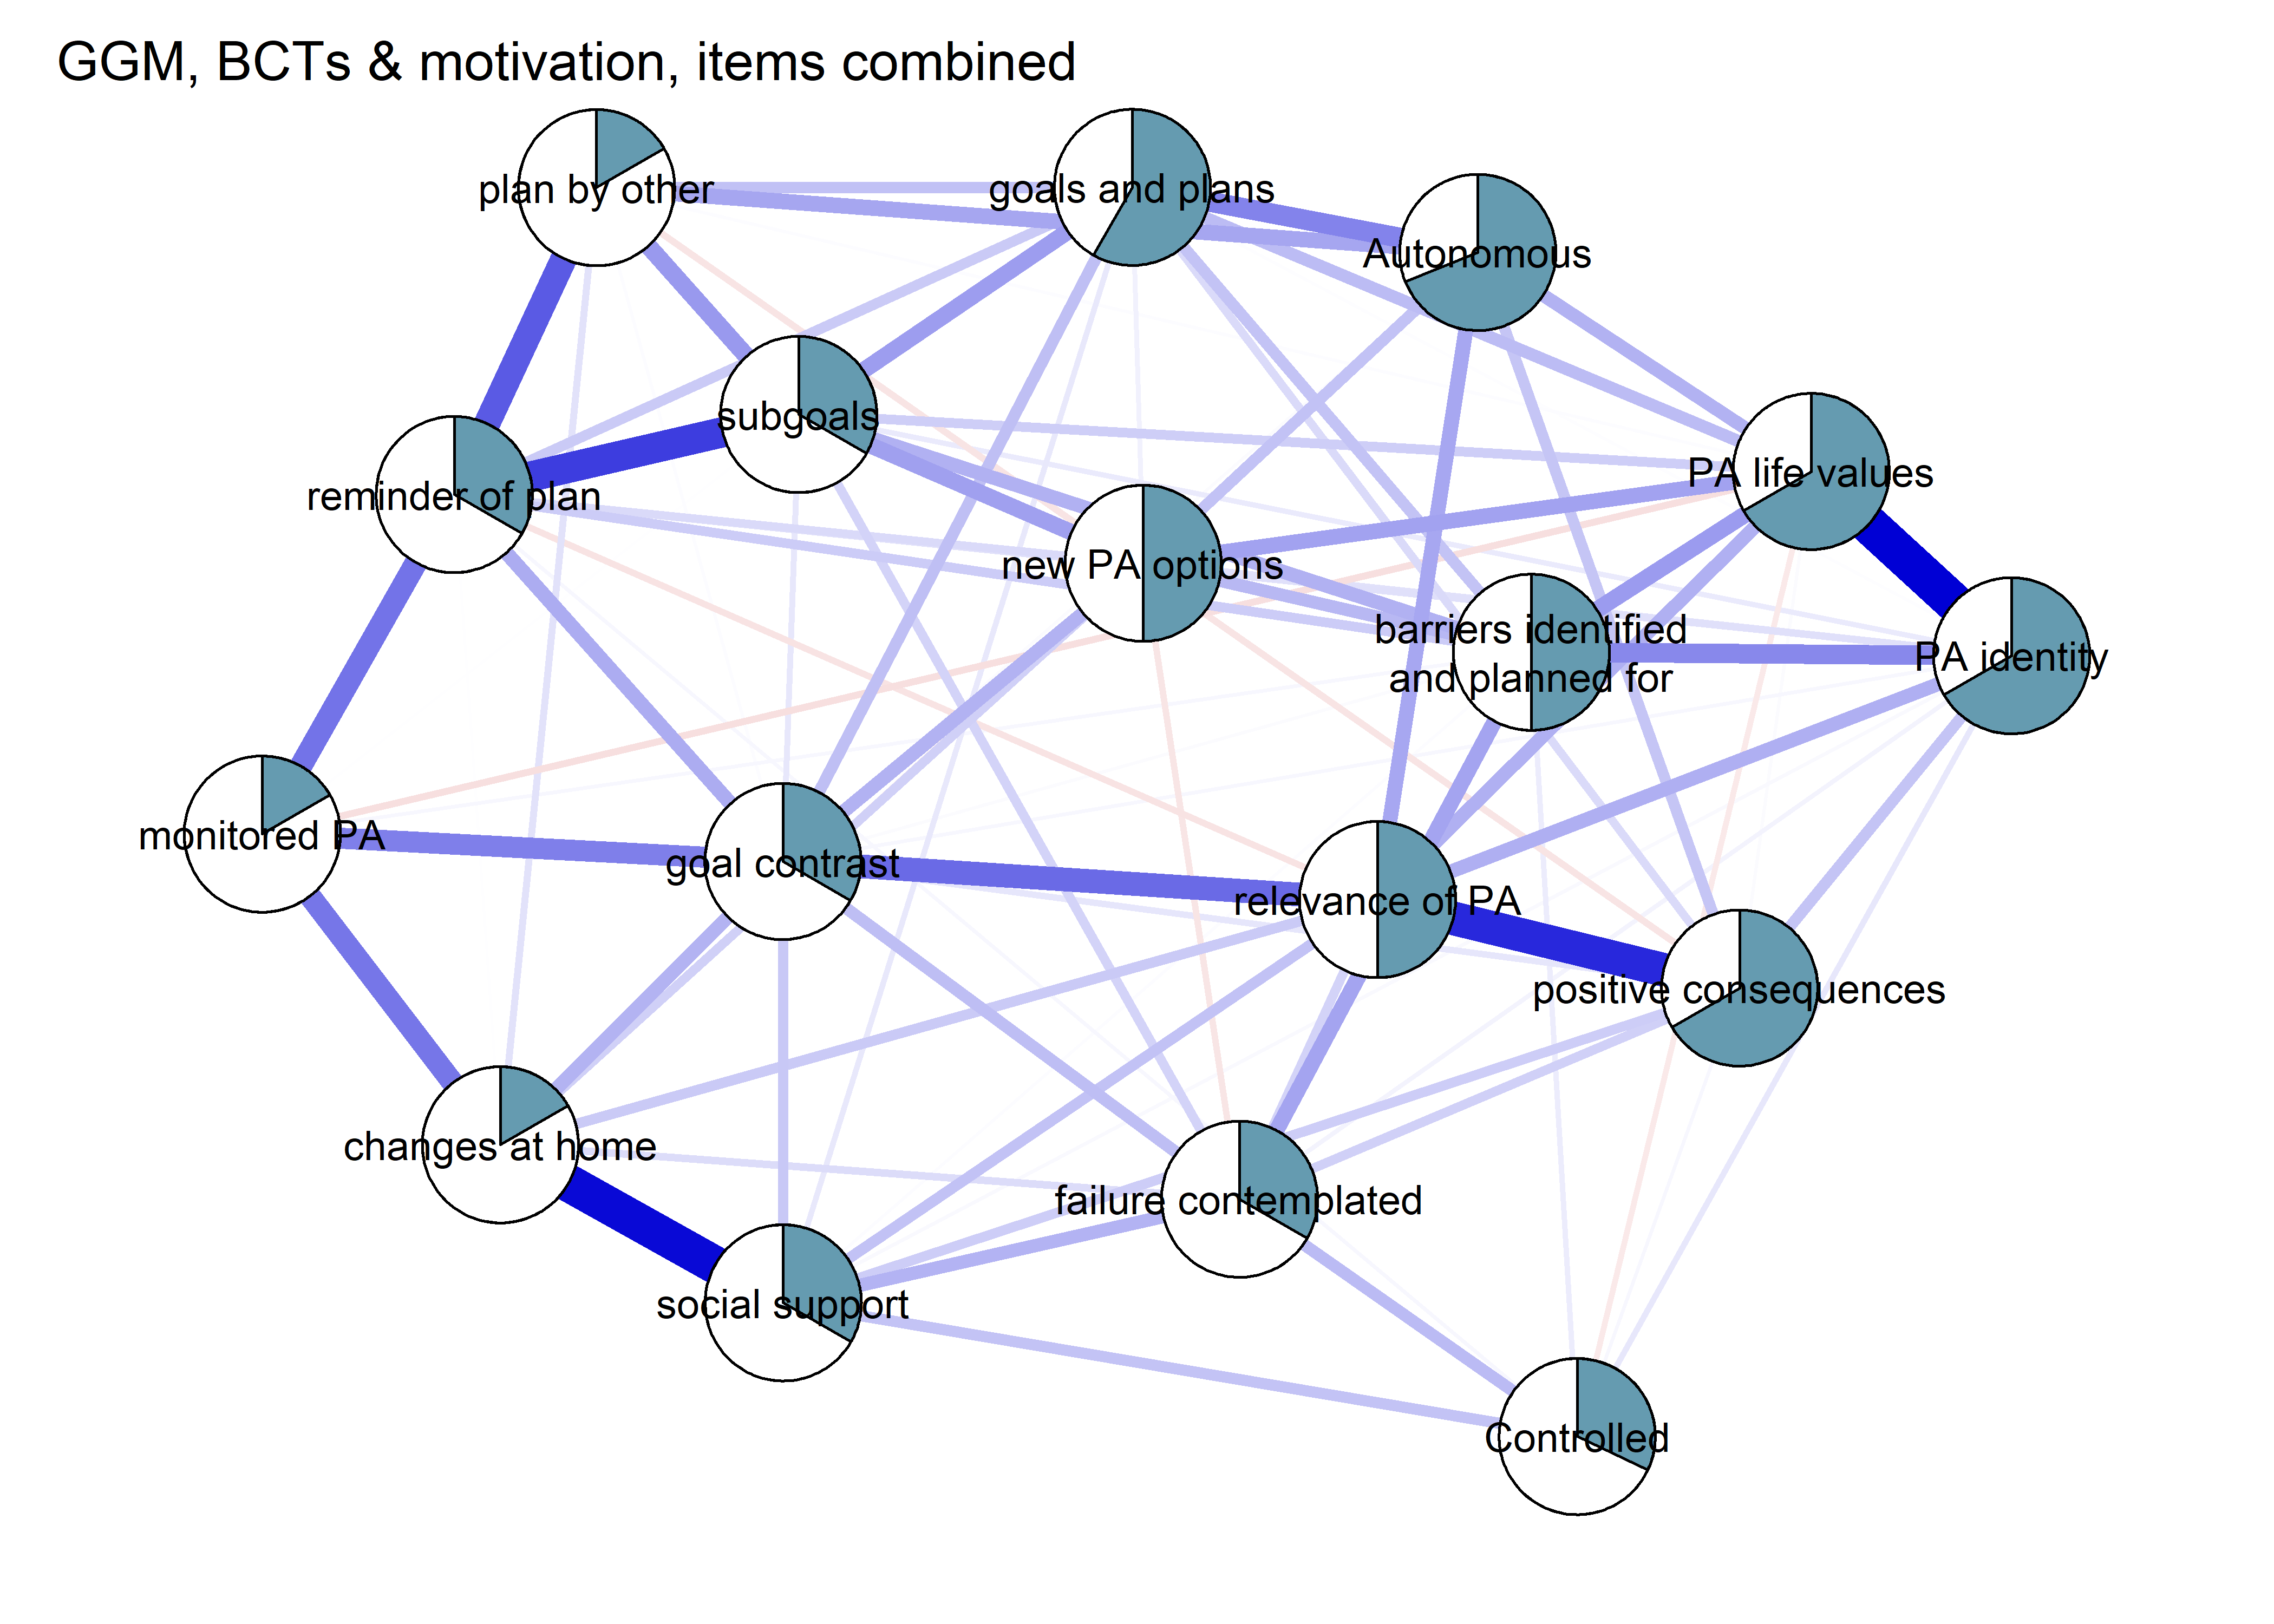 GGM, BCTs & motivation, items combined
plan by other
goals and plans
Autonomous
subgoals
PA life values
reminder of plan
new PA options
barriers identified
and planned for
PA identity
monitored PA
goal contrast
relevance of PA
positive consequences
changes at home
failure contemplated
social support
Controlled